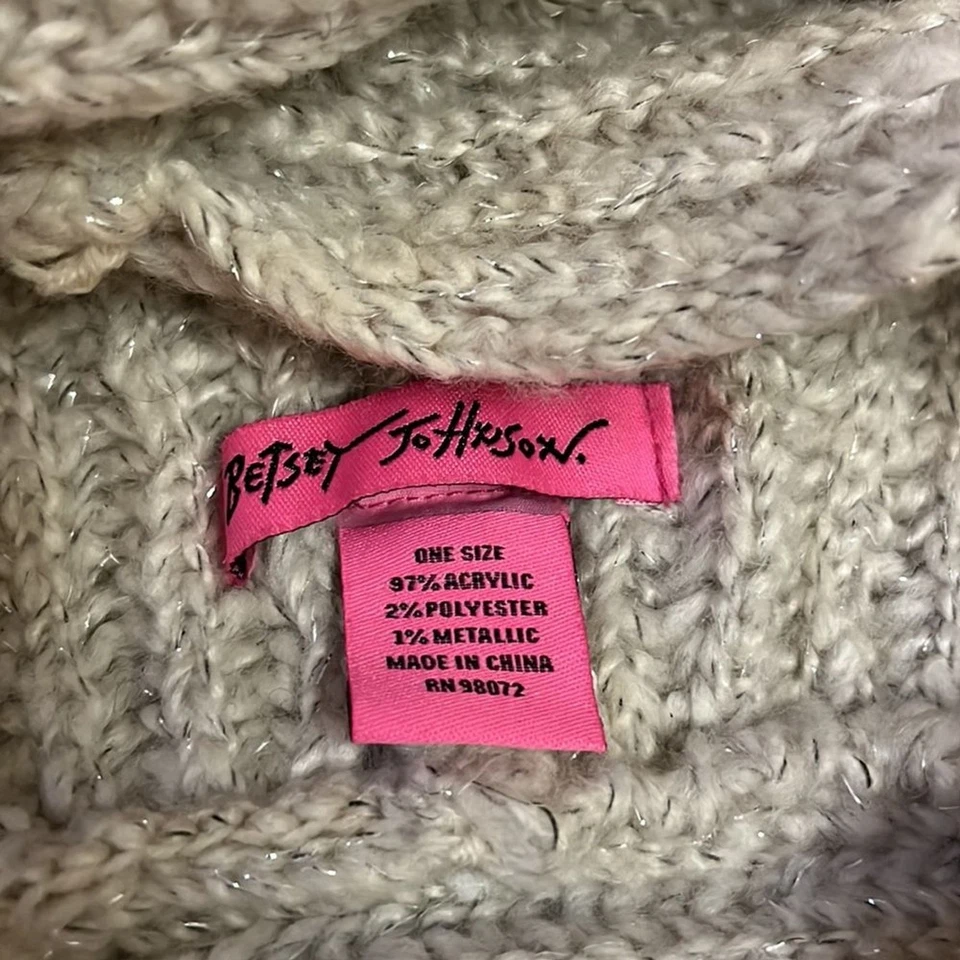 BETSEY JOHNSON.
ONE SIZE
97% ACRYLIC
2% POLYESTER
1% METALLIC
MADE IN CHINA
RN 98072